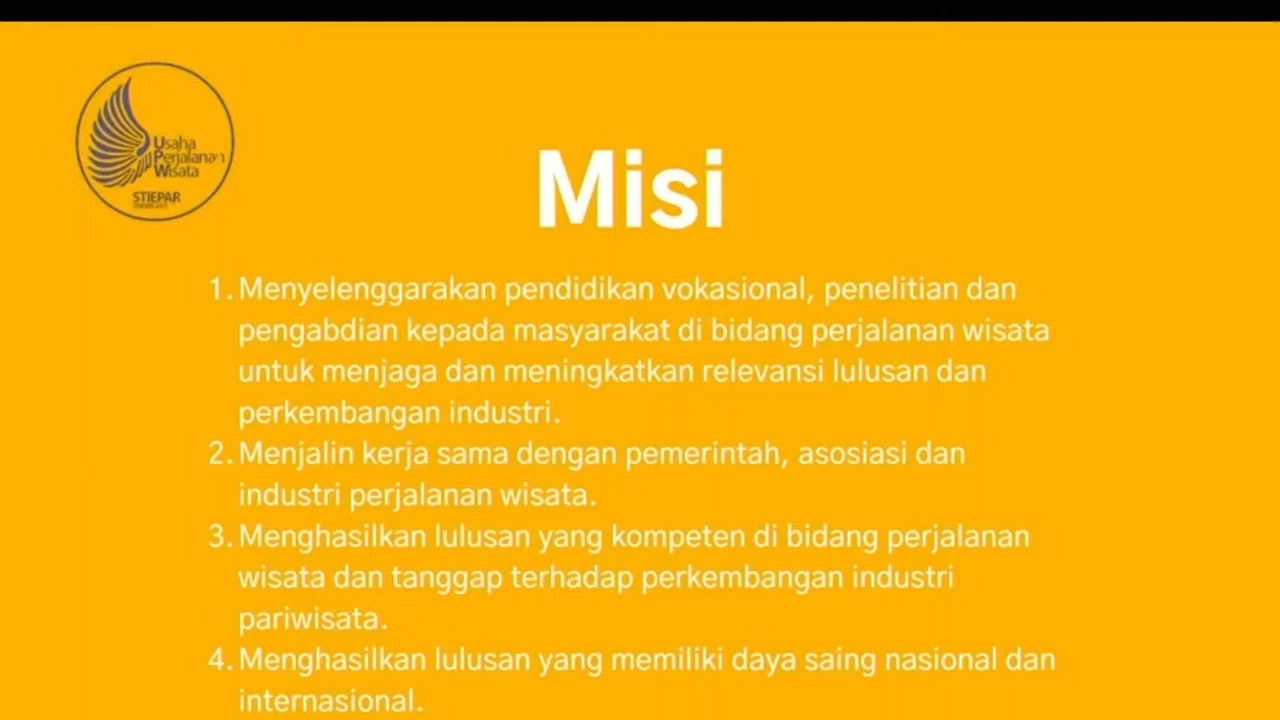 Usaha
Perjalanan
Wisata
STIEPAR
Misi
1. Menyelenggarakan pendidikan vokasional, penelitian dan
pengabdian kepada masyarakat di bidang perjalanan wisata
untuk menjaga dan meningkatkan relevansi lulusan dan
perkembangan industri.
2. Menjalin kerja sama dengan pemerintah, asosiasi dan
industri perjalanan wisata.
3. Menghasilkan lulusan yang kompeten di bidang perjalanan
wisata dan tanggap terhadap perkembangan industri
pariwisata.
4. Menghasilkan lulusan yang memiliki daya saing nasional dan
internasional.